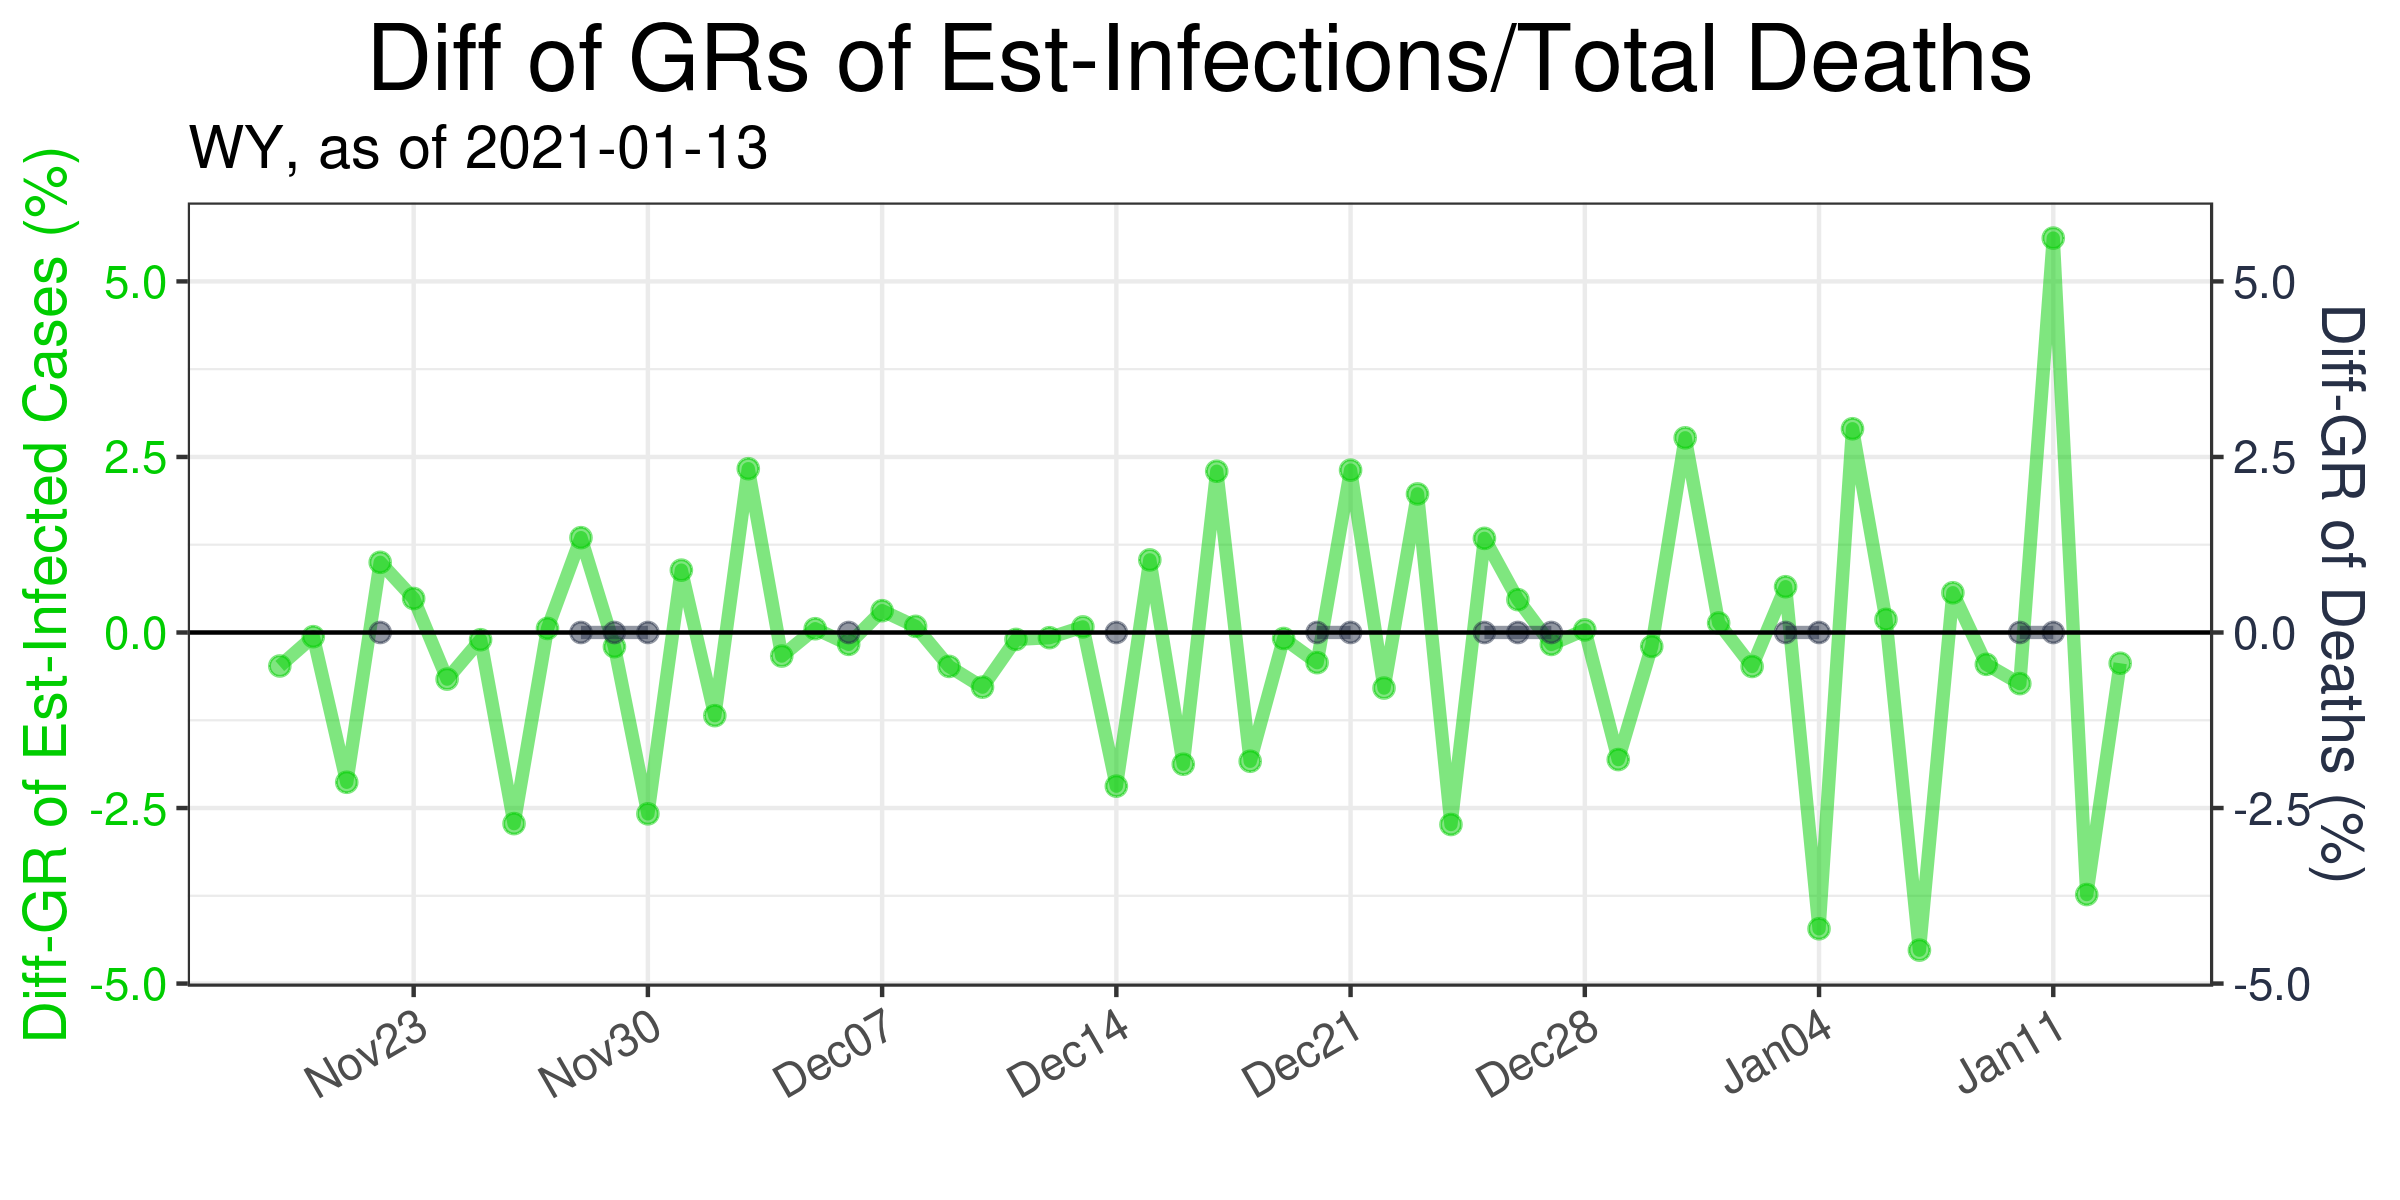 Diff of GRs of Est-Infections/Total Deaths
WY, as of 2021-01-13
Diff-GR of Est-Infected Cases (%)
5.0
2.5
0.0
-2.5
-5.0
5.0
2.5
0.0
-2.5
-5.0
Diff-GR of Deaths (%)
Nov23
Nov30
Dec07
Dec14
Dec21
Dec28
Jan04
Jan11